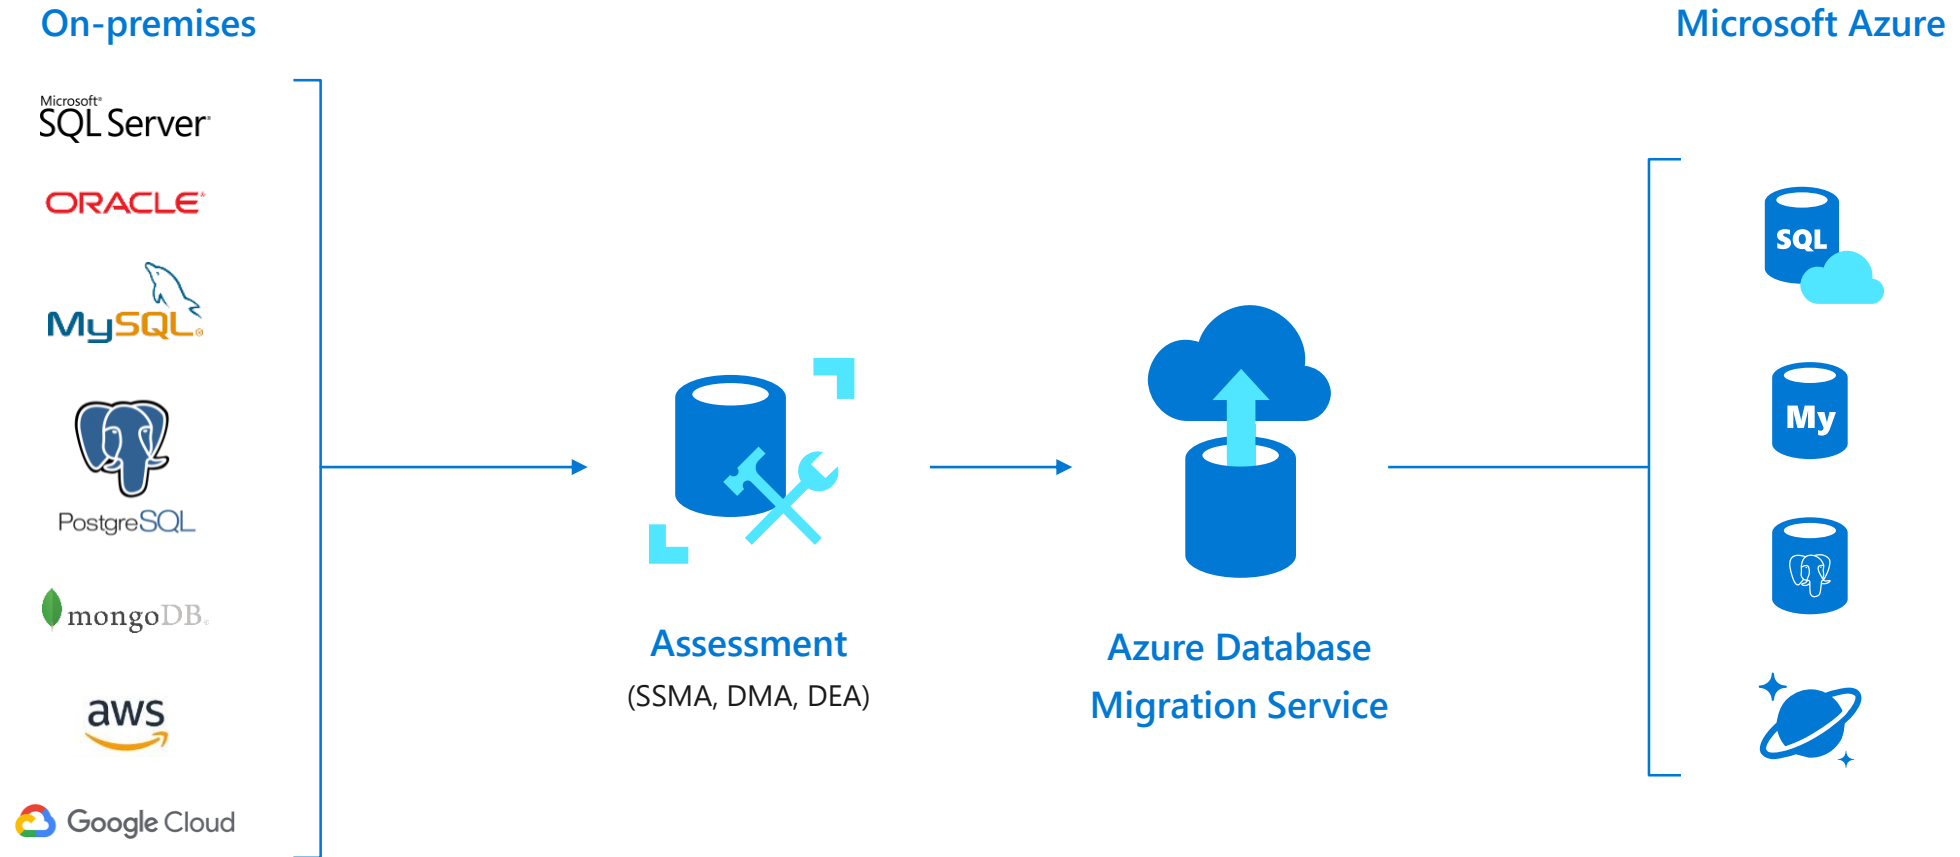 On-premises
Microsoft Azure
Microsoft®
SQL Server®
ORACLE®
MySQL®
PostgreSQL
mongoDB®
aws
Google Cloud
Assessment
(SSMA, DMA, DEA)
Azure Database
Migration Service
SQL
My